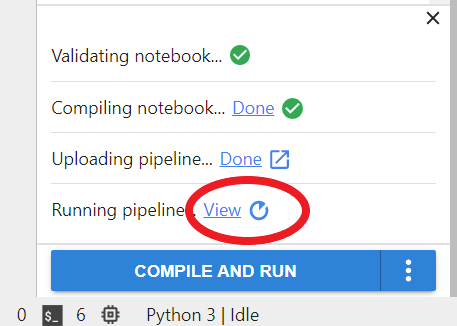 Validating notebook...
Compiling notebook... Done
Uploading pipeline... Done
Running pipeline... View
COMPILE AND RUN
0 $_ 6 Python 3 | Idle